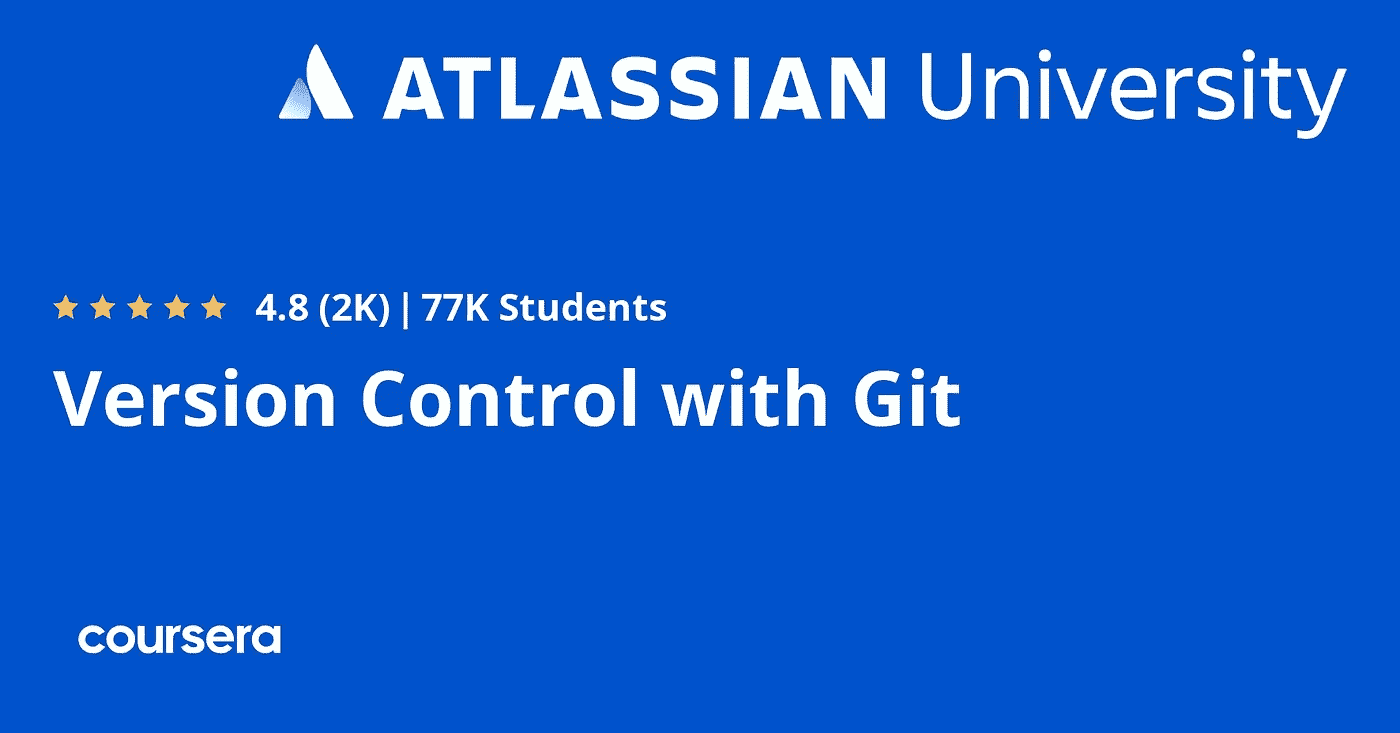 ATLASSIAN University
4.8 (2K) | 77K Students
Version Control with Git
coursera